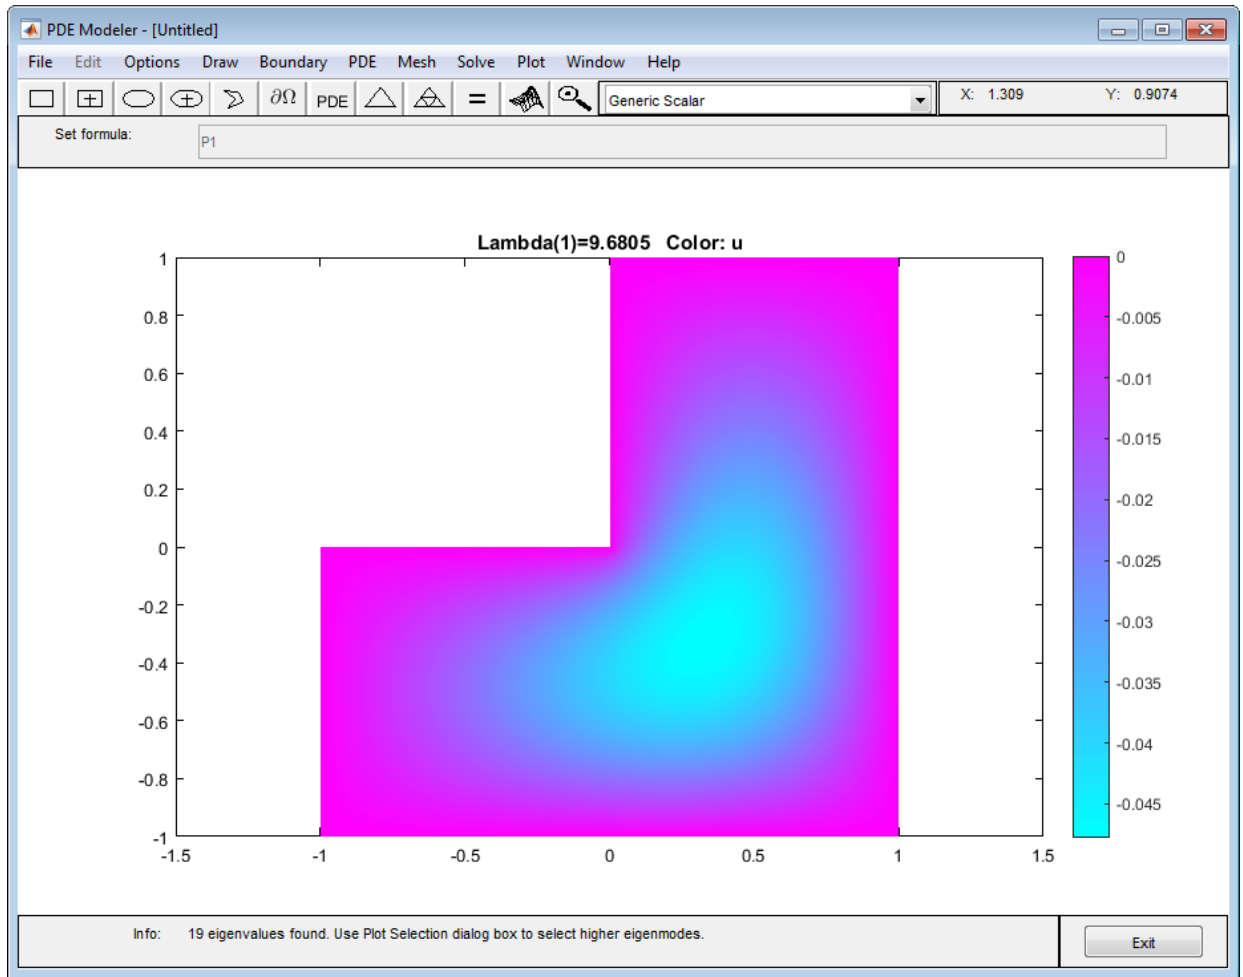 PDE Modeler - [Untitled]
File Edit Options Draw Boundary PDE Mesh Solve Plot Window Help
∂Ω PDE = Generic Scalar X: 1.309 Y: 0.9074
Set formula: P1
Lambda(1)=9.6805 Color: u
1
0.8
0.6
0.4
0.2
0
-0.2
-0.4
-0.6
-0.8
-1
-1.5 -1 -0.5 0 0.5 1 1.5
0
-0.005
-0.01
-0.015
-0.02
-0.025
-0.03
-0.035
-0.04
-0.045
Info: 19 eigenvalues found. Use Plot Selection dialog box to select higher eigenmodes.
Exit